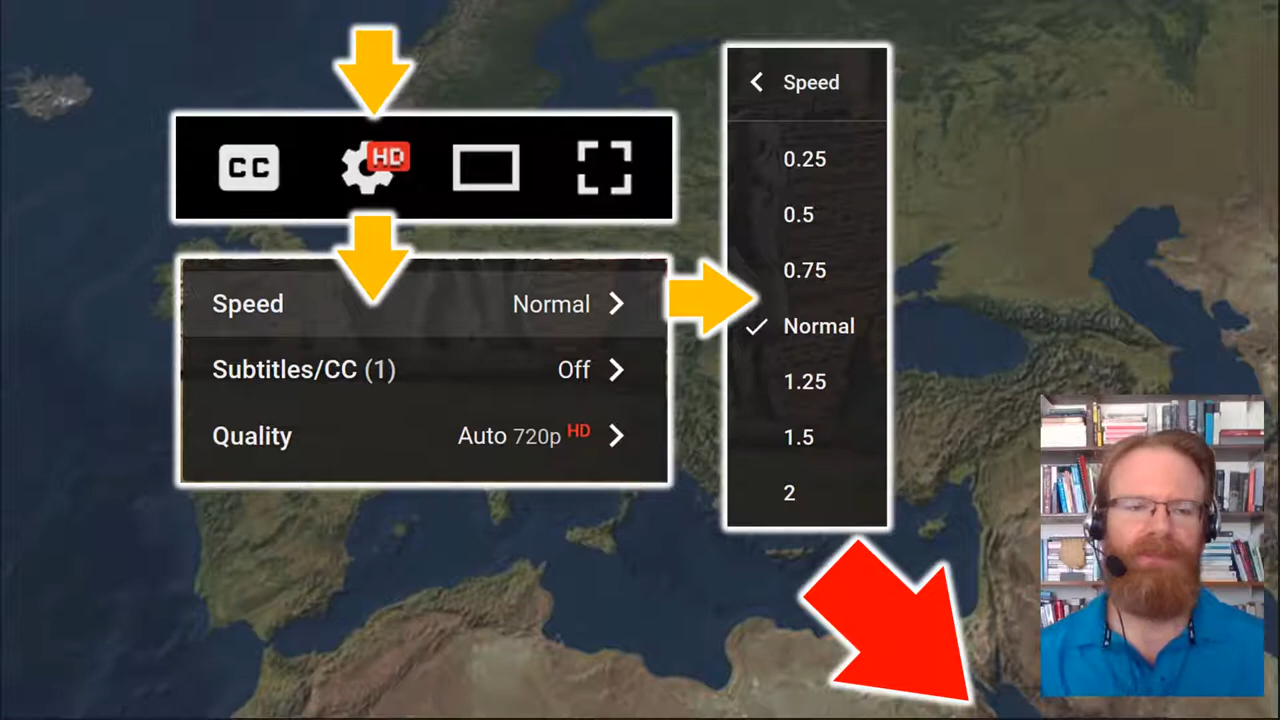 CC
HD
Speed Normal
Subtitles/CC (1) Off
Quality Auto 720p HD
Speed
0.25
0.5
0.75
Normal
1.25
1.5
2